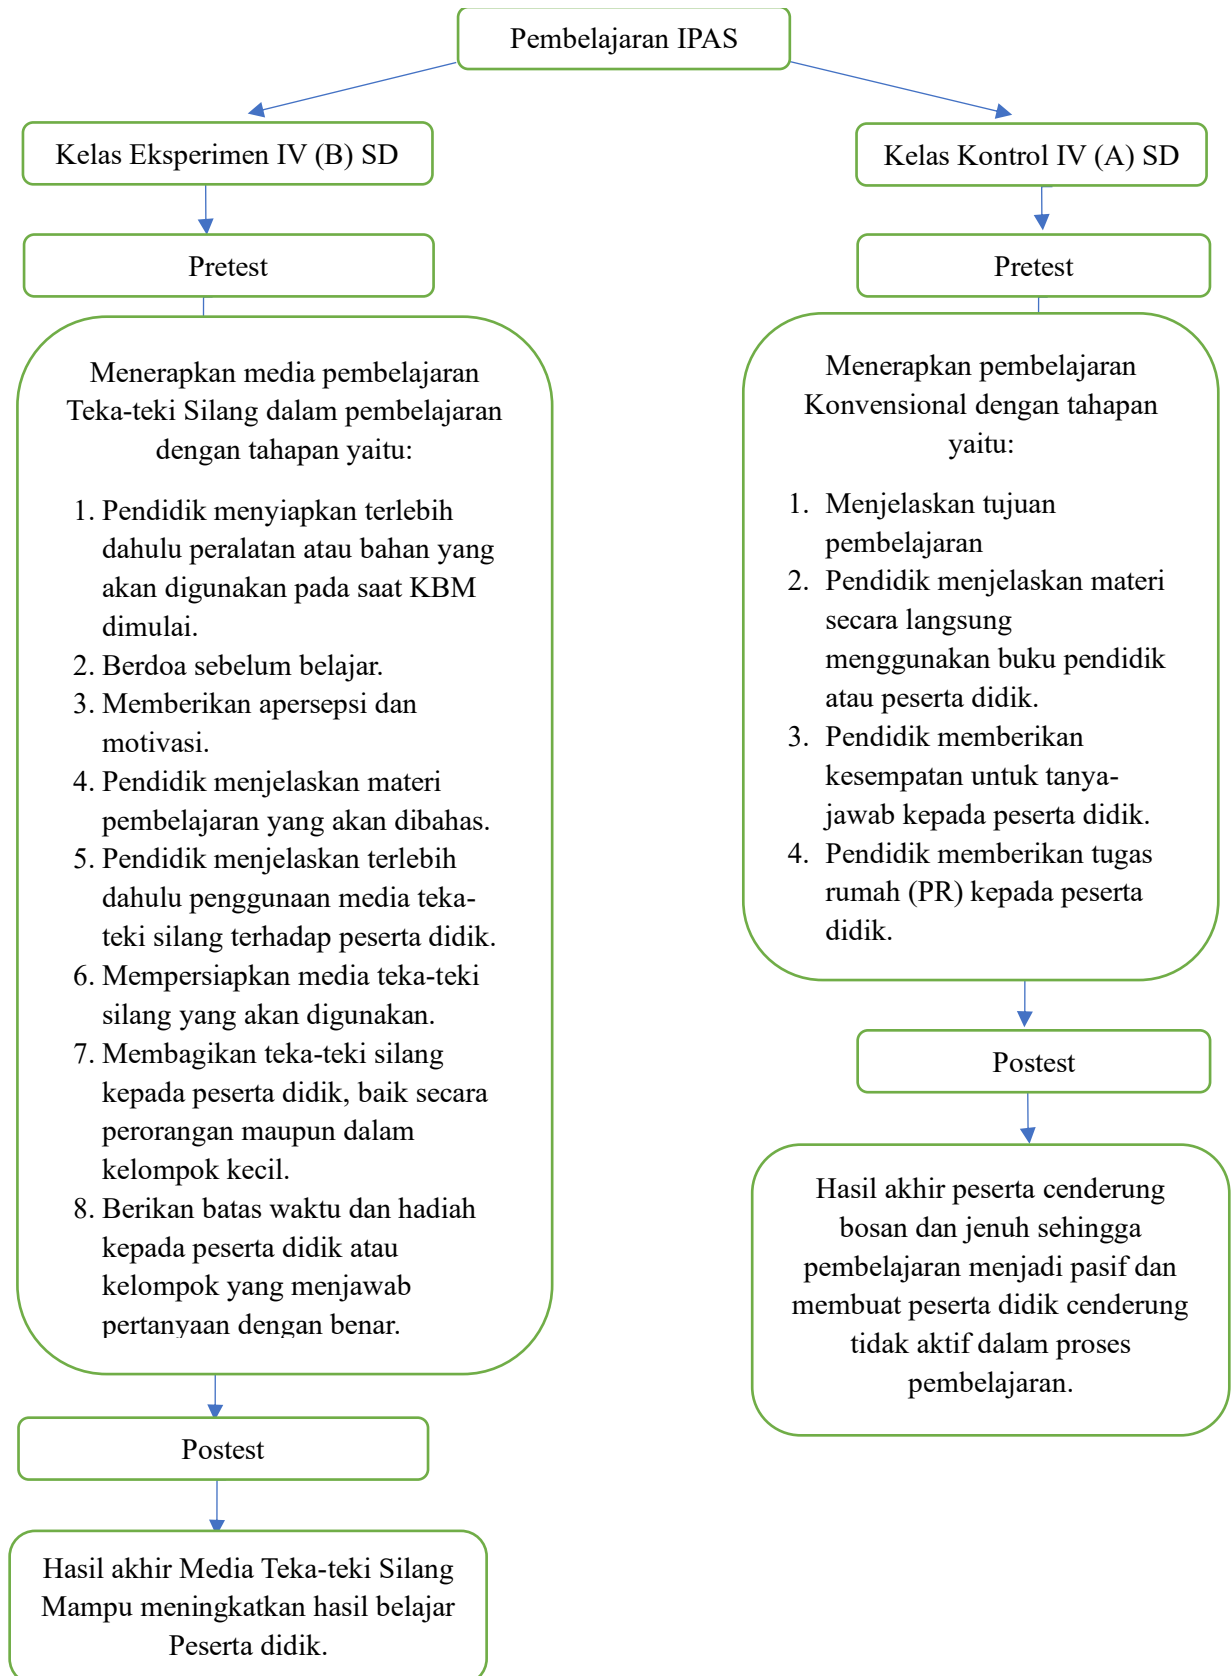 Pembelajaran IPAS
Kelas Eksperimen IV (B) SD
Kelas Kontrol IV (A) SD
Pretest
Pretest
Menerapkan media pembelajaran
Teka-teki Silang dalam pembelajaran
dengan tahapan yaitu:
1. Pendidik menyiapkan terlebih
dahulu peralatan atau bahan yang
akan digunakan pada saat KBM
dimulai.
2. Berdoa sebelum belajar.
3. Memberikan apersepsi dan
motivasi.
4. Pendidik menjelaskan materi
pembelajaran yang akan dibahas.
5. Pendidik menjelaskan terlebih
dahulu penggunaan media teka-
teki silang terhadap peserta didik.
6. Mempersiapkan media teka-teki
silang yang akan digunakan.
7. Membagikan teka-teki silang
kepada peserta didik, baik secara
perorangan maupun dalam
kelompok kecil.
8. Berikan batas waktu dan hadiah
kepada peserta didik atau
kelompok yang menjawab
pertanyaan dengan benar.
Menerapkan pembelajaran
Konvensional dengan tahapan
yaitu:
1. Menjelaskan tujuan
pembelajaran
2. Pendidik menjelaskan materi
secara langsung
menggunakan buku pendidik
atau peserta didik.
3. Pendidik memberikan
kesempatan untuk tanya-
jawab kepada peserta didik.
4. Pendidik memberikan tugas
rumah (PR) kepada peserta
didik.
Postest
Hasil akhir peserta cenderung
bosan dan jenuh sehingga
pembelajaran menjadi pasif dan
membuat peserta didik cenderung
tidak aktif dalam proses
pembelajaran.
Postest
Hasil akhir Media Teka-teki Silang
Mampu meningkatkan hasil belajar
Peserta didik.